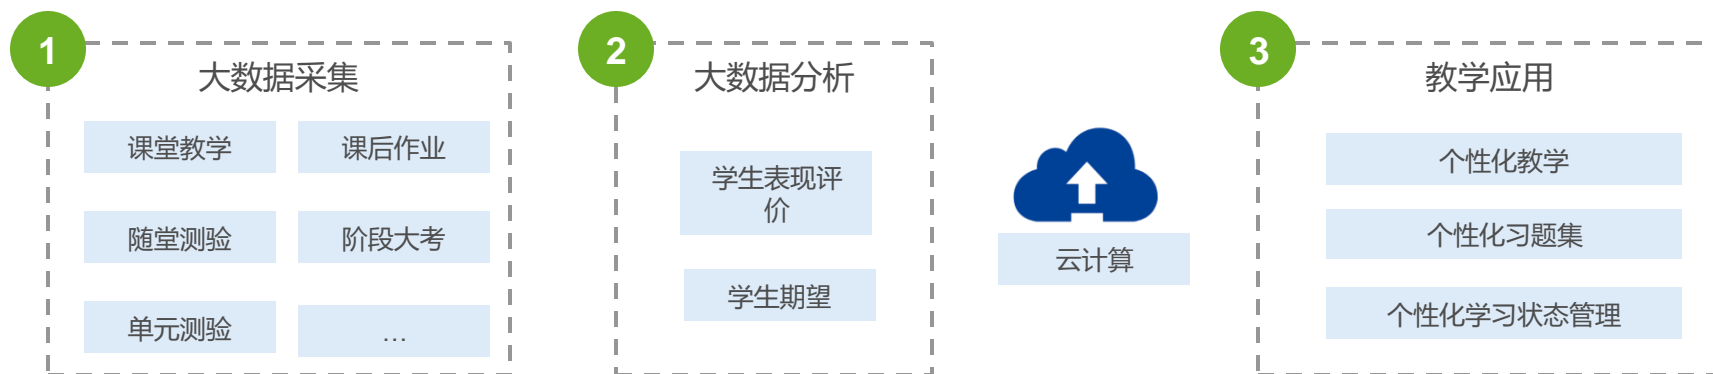 1
大数据采集
课堂教学
课后作业
随堂测验
阶段大考
单元测验
…
2
大数据分析
学生表现评
价
学生期望
云计算
3
教学应用
个性化教学
个性化习题集
个性化学习状态管理